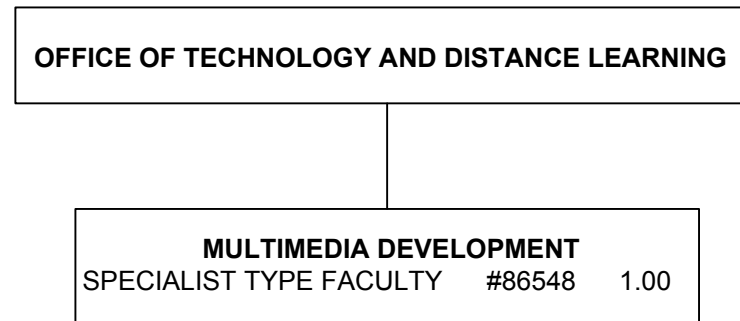 OFFICE OF TECHNOLOGY AND DISTANCE LEARNING
MULTIMEDIA DEVELOPMENT
SPECIALIST TYPE FACULTY #86548 1.00